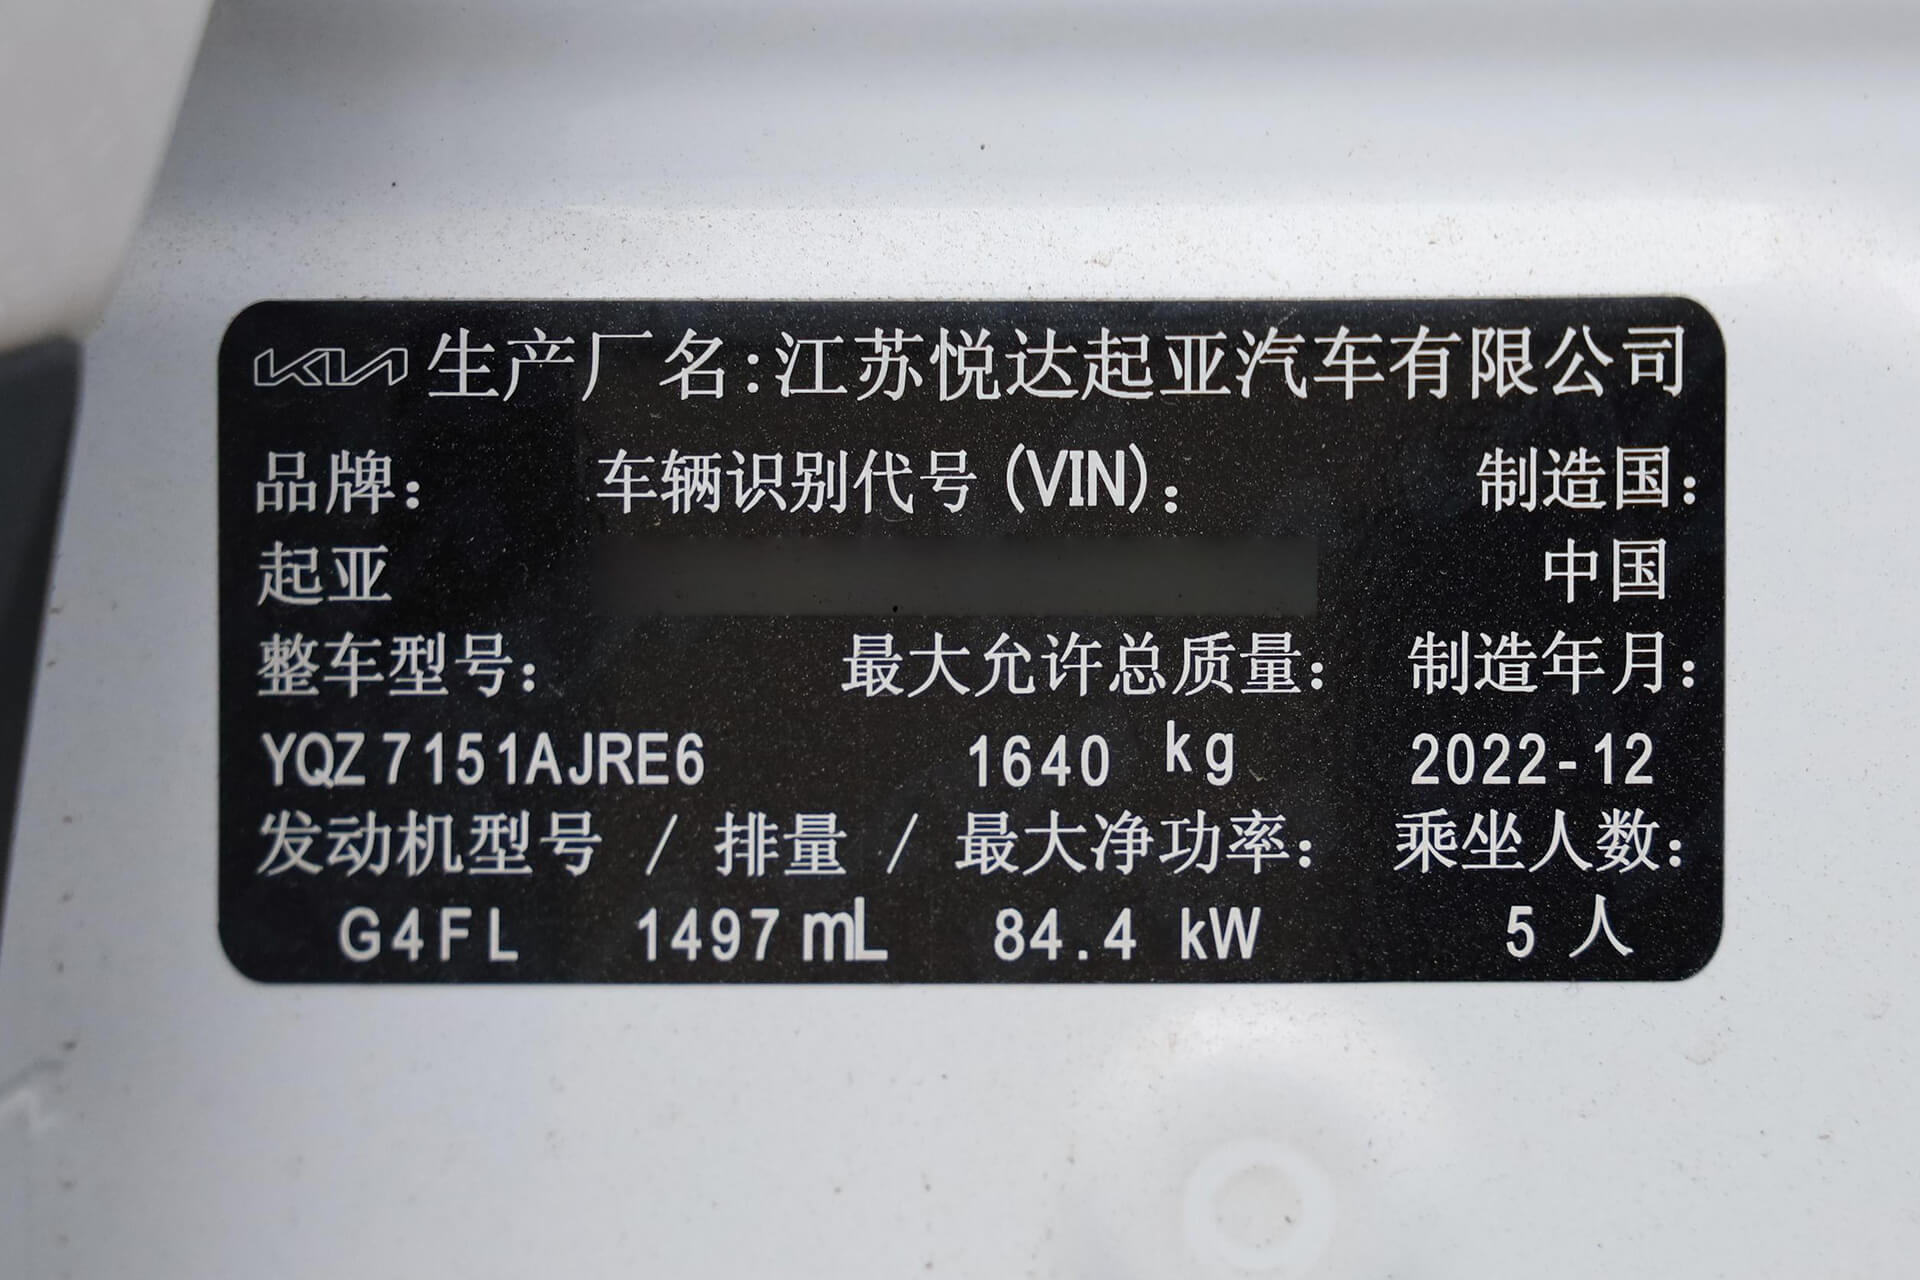 KIA 生产厂名:江苏悦达起亚汽车有限公司
品牌: 车辆识别代号(VIN): 制造国:
起亚 中国
整车型号: 最大允许总质量: 制造年月:
YQZ7151AJRE6 1640 kg 2022-12
发动机型号 / 排量 / 最大净功率: 乘坐人数:
G4FL 1497 mL 84.4 kW 5 人